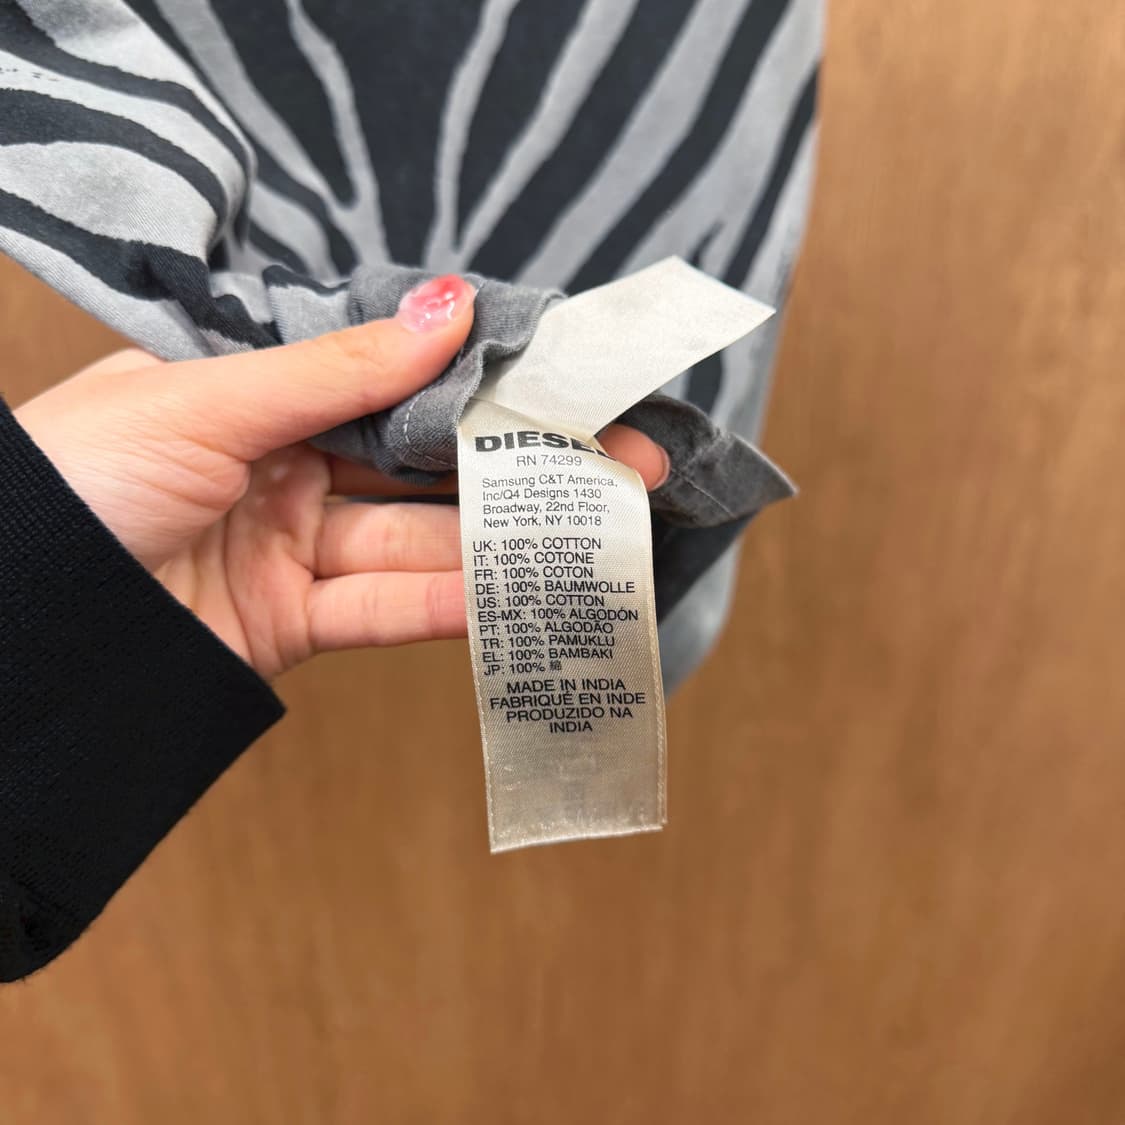 DIESEL
RN 74299
Samsung C&T America,
Inc/Q4 Designs 1430
Broadway, 22nd Floor,
New York, NY 10018
UK: 100% COTTON
IT: 100% COTONE
FR: 100% COTON
DE: 100% BAUMWOLLE
US: 100% COTTON
ES-MX: 100% ALGODÓN
PT: 100% ALGODÃO
TR: 100% PAMUKLU
EL: 100% BAMBAKI
JP: 100% 綿
MADE IN INDIA
FABRIQUÉ EN INDE
PRODUZIDO NA
INDIA